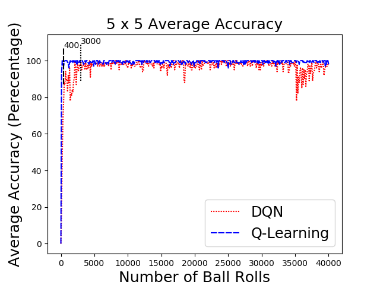 5 x 5 Average Accuracy
Average Accuracy (Perecentage)
100
80
60
40
20
0
400
3000
DQN
Q-Learning
0 5000 10000 15000 20000 25000 30000 35000 40000
Number of Ball Rolls